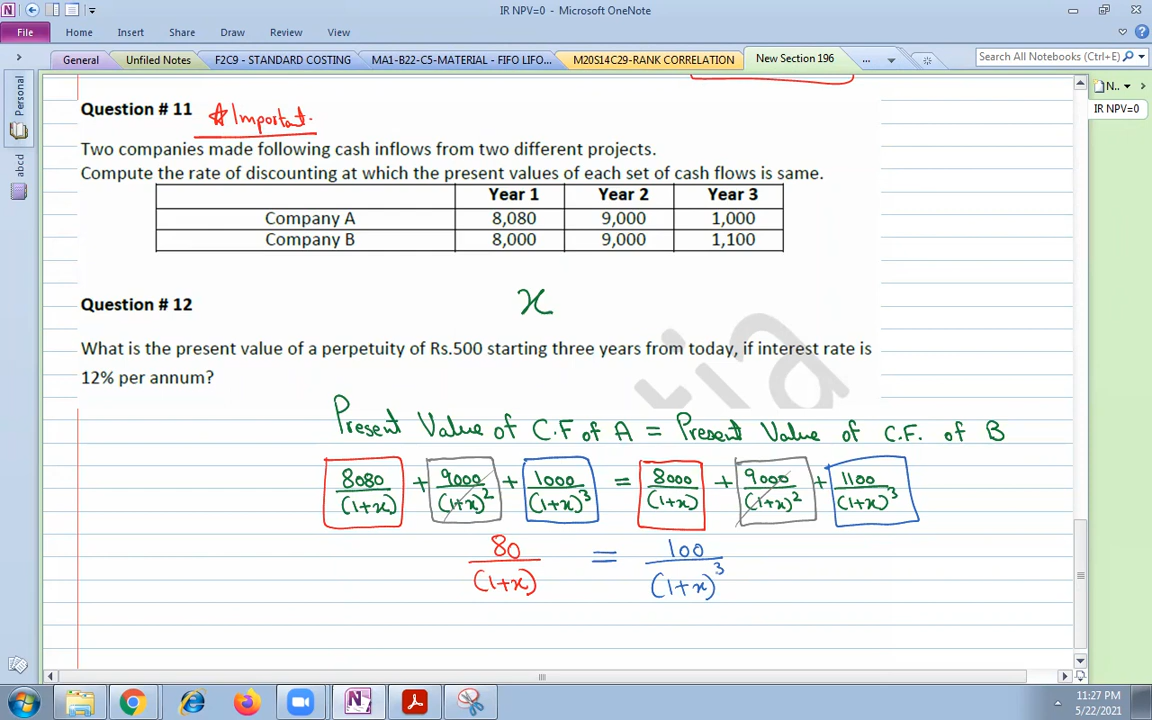 IR NPV=0 - Microsoft OneNote
File Home Insert Share Draw Review View
General Unfiled Notes F2C9 - STANDARD COSTING MA1-B22-C5-MATERIAL - FIFO LIFO... M20S14C29-RANK CORRELATION New Section 196 ... Search All Notebooks (Ctrl+E)
Personal
abcd
N..
IR NPV=0
Question # 11 Important.
Two companies made following cash inflows from two different projects.
Compute the rate of discounting at which the present values of each set of cash flows is same.
Year 1 Year 2 Year 3
Company A 8,080 9,000 1,000
Company B 8,000 9,000 1,100
x
Question # 12
What is the present value of a perpetuity of Rs.500 starting three years from today, if interest rate is
12% per annum?
Present Value of C.F of A = Present Value of C.F. of B
8080/(1+x) + 9000/(1+x)² + 1000/(1+x)³ = 8000/(1+x) + 9000/(1+x)² + 1100/(1+x)³
80/(1+x) = 100/(1+x)³
11:27 PM
5/22/2021